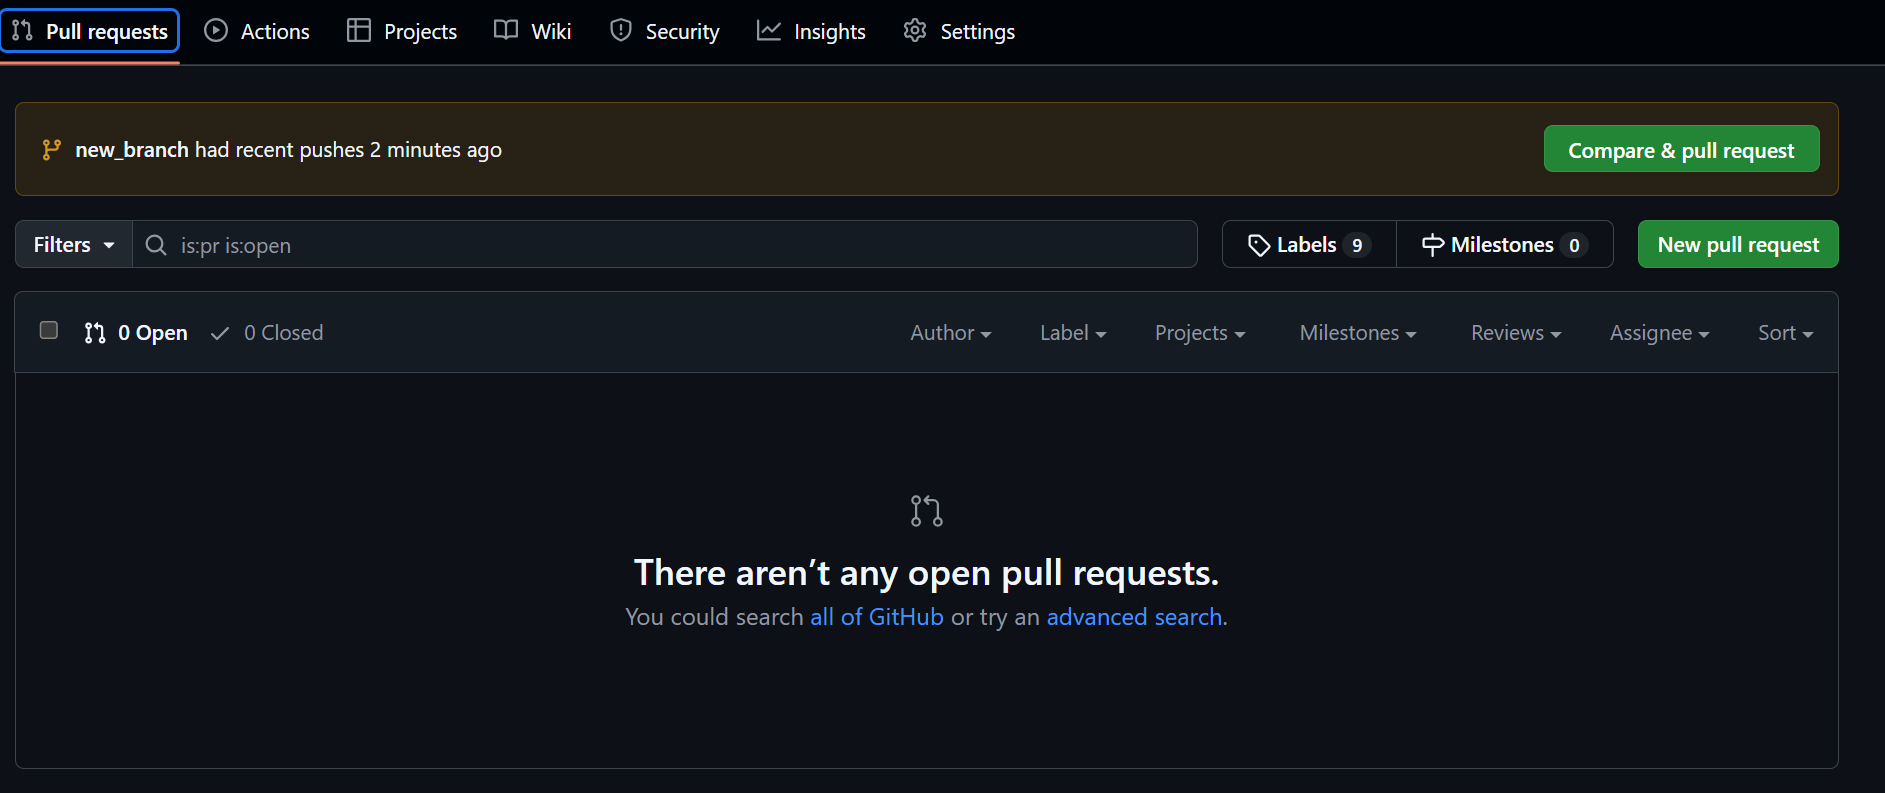 Pull requests Actions Projects Wiki Security Insights Settings
new_branch had recent pushes 2 minutes ago Compare & pull request
Filters is:pr is:open Labels 9 Milestones 0 New pull request
0 Open 0 Closed Author Label Projects Milestones Reviews Assignee Sort
There aren’t any open pull requests.
You could search all of GitHub or try an advanced search.